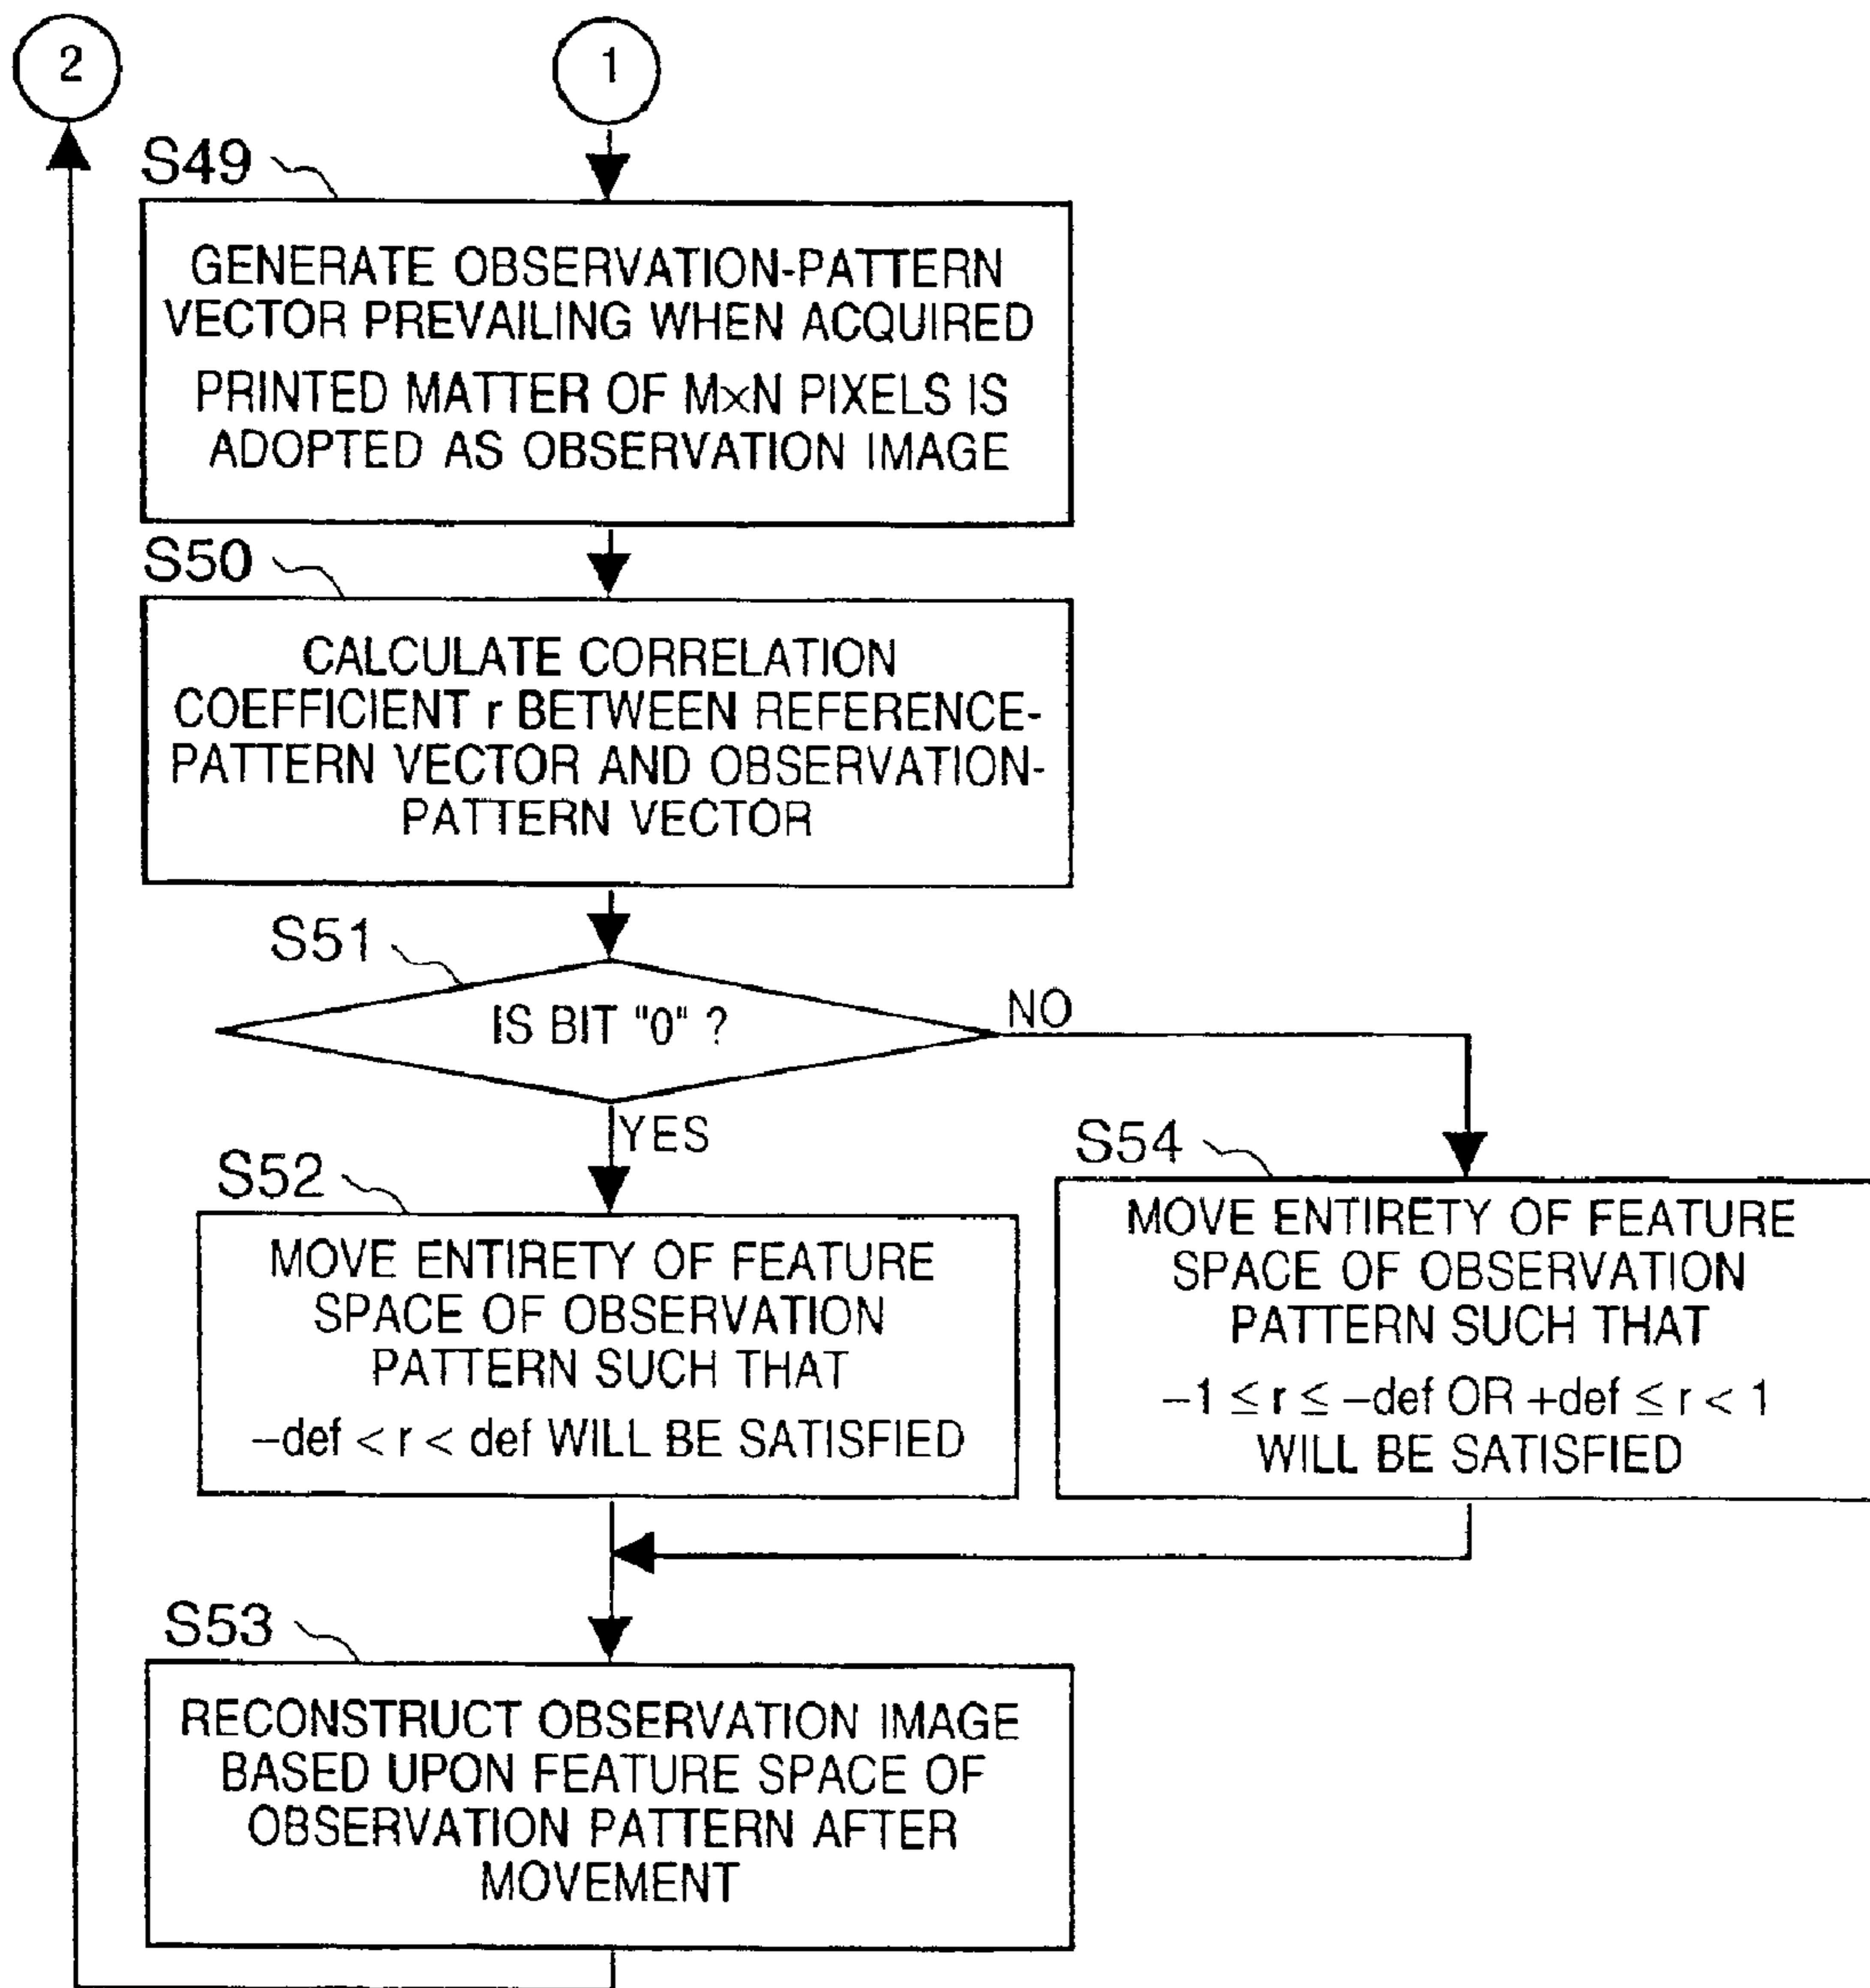 2
1
S49
GENERATE OBSERVATION-PATTERN
VECTOR PREVAILING WHEN ACQUIRED
PRINTED MATTER OF M×N PIXELS IS
ADOPTED AS OBSERVATION IMAGE
S50
CALCULATE CORRELATION
COEFFICIENT r BETWEEN REFERENCE-
PATTERN VECTOR AND OBSERVATION-
PATTERN VECTOR
S51
IS BIT "0" ?
NO
YES
S52
MOVE ENTIRETY OF FEATURE
SPACE OF OBSERVATION
PATTERN SUCH THAT
−def < r < def WILL BE SATISFIED
S54
MOVE ENTIRETY OF FEATURE
SPACE OF OBSERVATION
PATTERN SUCH THAT
−1 ≤ r ≤ −def OR +def ≤ r < 1
WILL BE SATISFIED
S53
RECONSTRUCT OBSERVATION IMAGE
BASED UPON FEATURE SPACE OF
OBSERVATION PATTERN AFTER
MOVEMENT